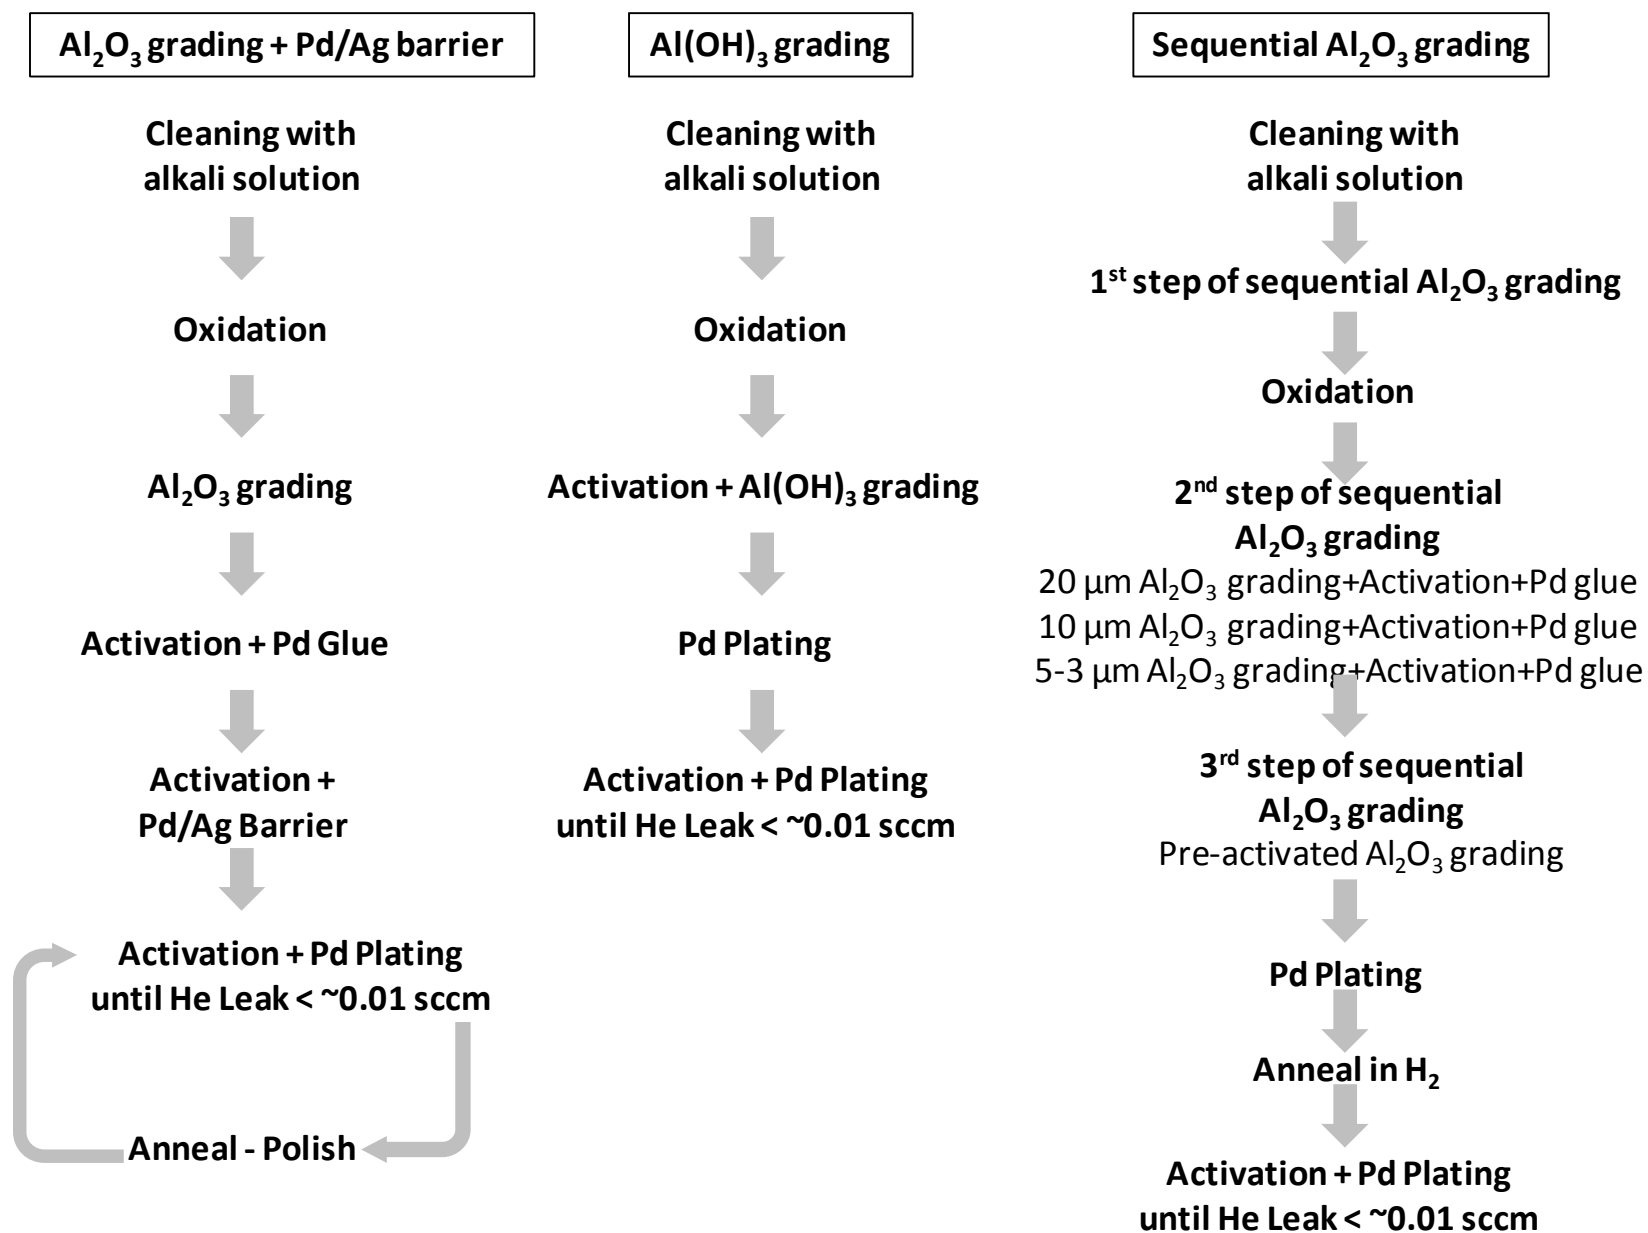 Al₂O₃ grading + Pd/Ag barrier
Cleaning with
alkali solution
Oxidation
Al₂O₃ grading
Activation + Pd Glue
Activation +
Pd/Ag Barrier
Activation + Pd Plating
until He Leak < ~0.01 sccm
Anneal - Polish
Al(OH)₃ grading
Cleaning with
alkali solution
Oxidation
Activation + Al(OH)₃ grading
Pd Plating
Activation + Pd Plating
until He Leak < ~0.01 sccm
Sequential Al₂O₃ grading
Cleaning with
alkali solution
1ˢᵗ step of sequential Al₂O₃ grading
Oxidation
2ⁿᵈ step of sequential
Al₂O₃ grading
20 µm Al₂O₃ grading+Activation+Pd glue
10 µm Al₂O₃ grading+Activation+Pd glue
5-3 µm Al₂O₃ grading+Activation+Pd glue
3ʳᵈ step of sequential
Al₂O₃ grading
Pre-activated Al₂O₃ grading
Pd Plating
Anneal in H₂
Activation + Pd Plating
until He Leak < ~0.01 sccm